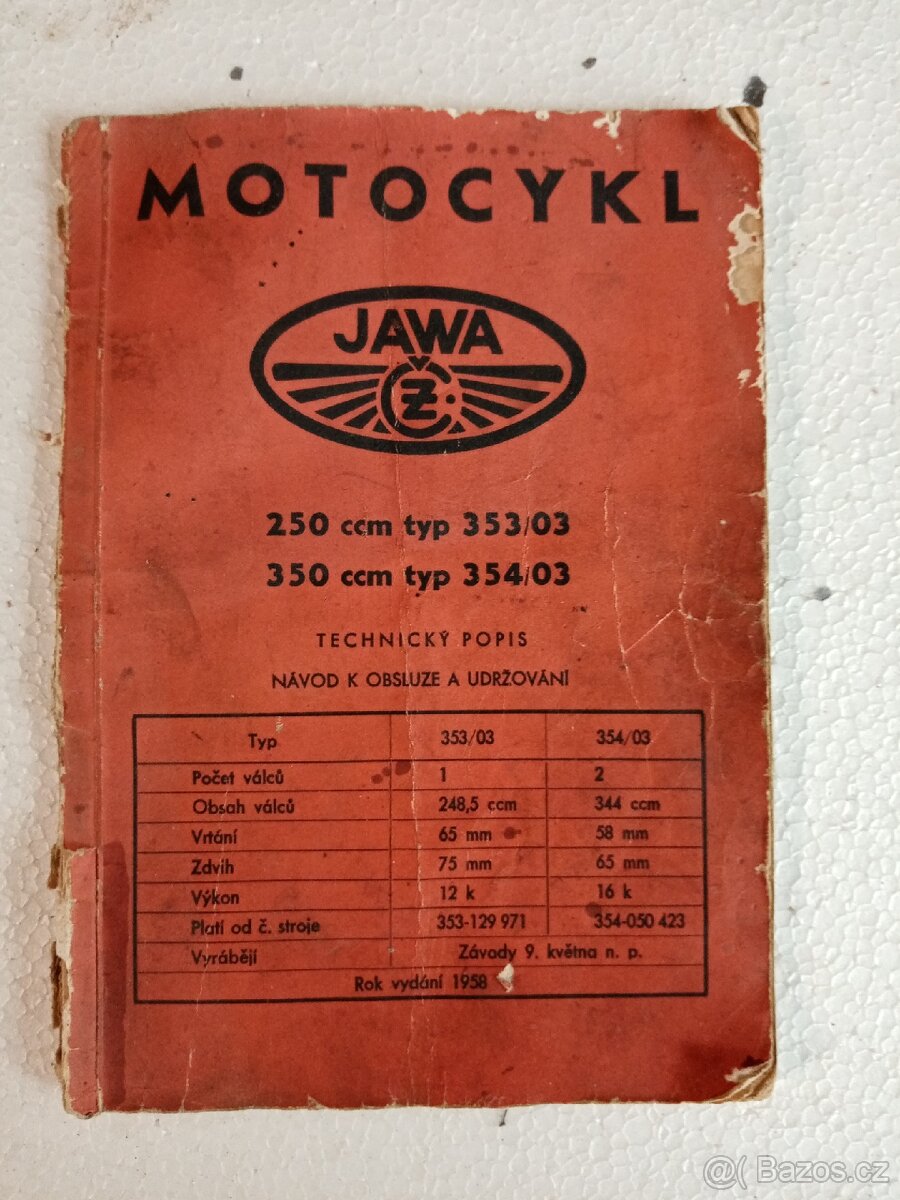 MOTOCYKL
JAWA
ČZ
250 ccm typ 353/03
350 ccm typ 354/03
TECHNICKÝ POPIS
NÁVOD K OBSLUZE A UDRŽOVÁNÍ
Typ 353/03 354/03
Počet válců 1 2
Obsah válců 248,5 ccm 344 ccm
Vrtání 65 mm 58 mm
Zdvih 75 mm 65 mm
Výkon 12 k 16 k
Platí od č. stroje 353-129 971 354-050 423
Vyrábějí Závody 9. května n. p.
Rok vydání 1958
@( Bazos.cz